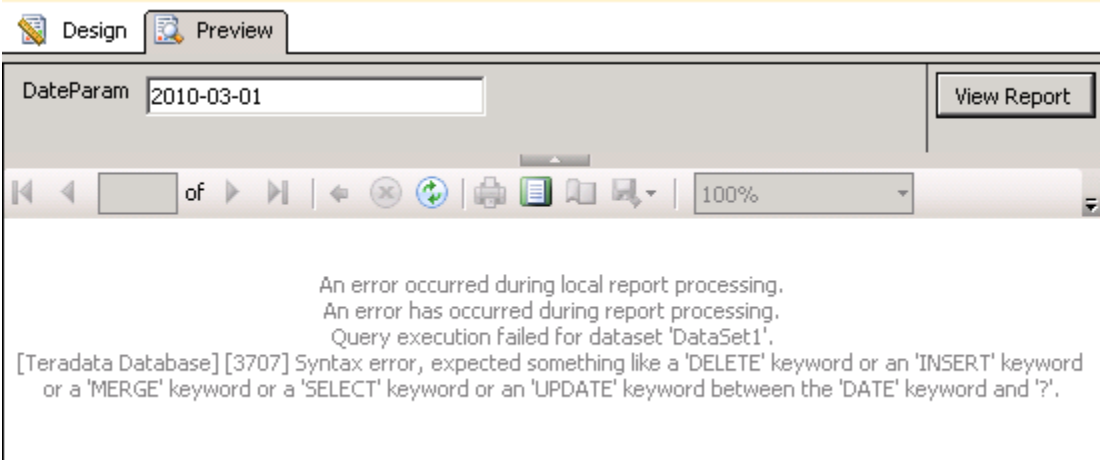 Design Preview
DateParam 2010-03-01 View Report
of 100%
An error occurred during local report processing.
An error has occurred during report processing.
Query execution failed for dataset 'DataSet1'.
[Teradata Database] [3707] Syntax error, expected something like a 'DELETE' keyword or an 'INSERT' keyword
or a 'MERGE' keyword or a 'SELECT' keyword or an 'UPDATE' keyword between the 'DATE' keyword and '?'.